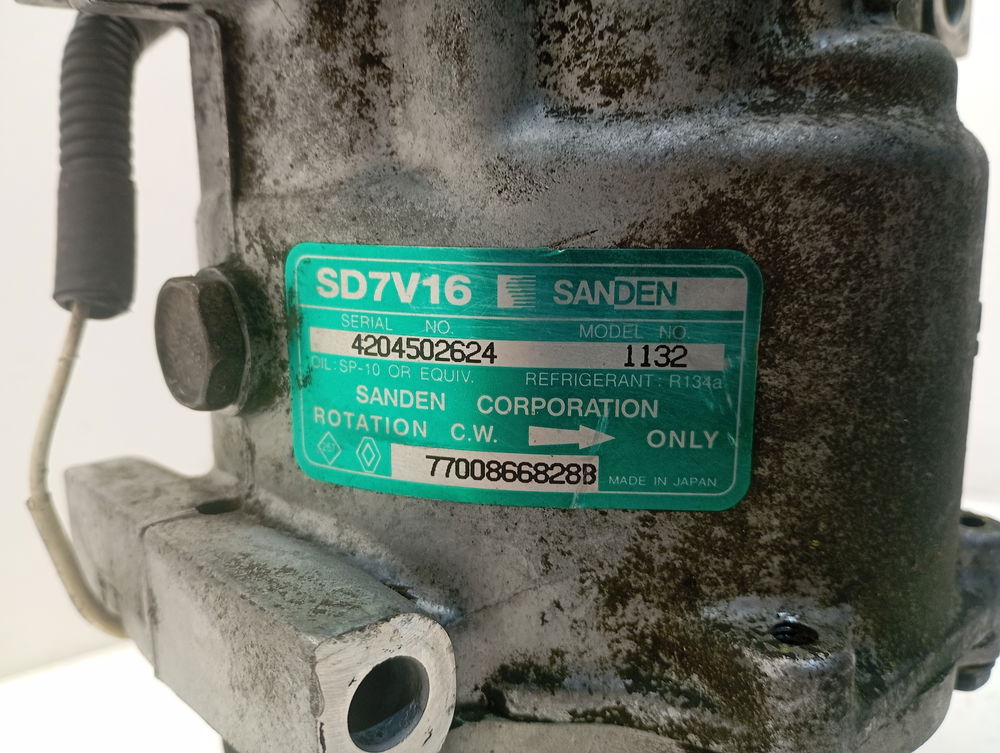 SD7V16 SANDEN
SERIAL NO. MODEL NO.
4204502624 1132
OIL : SP-10 OR EQUIV. REFRIGERANT : R134a
SANDEN CORPORATION
ROTATION C.W. ONLY
7700866828B MADE IN JAPAN